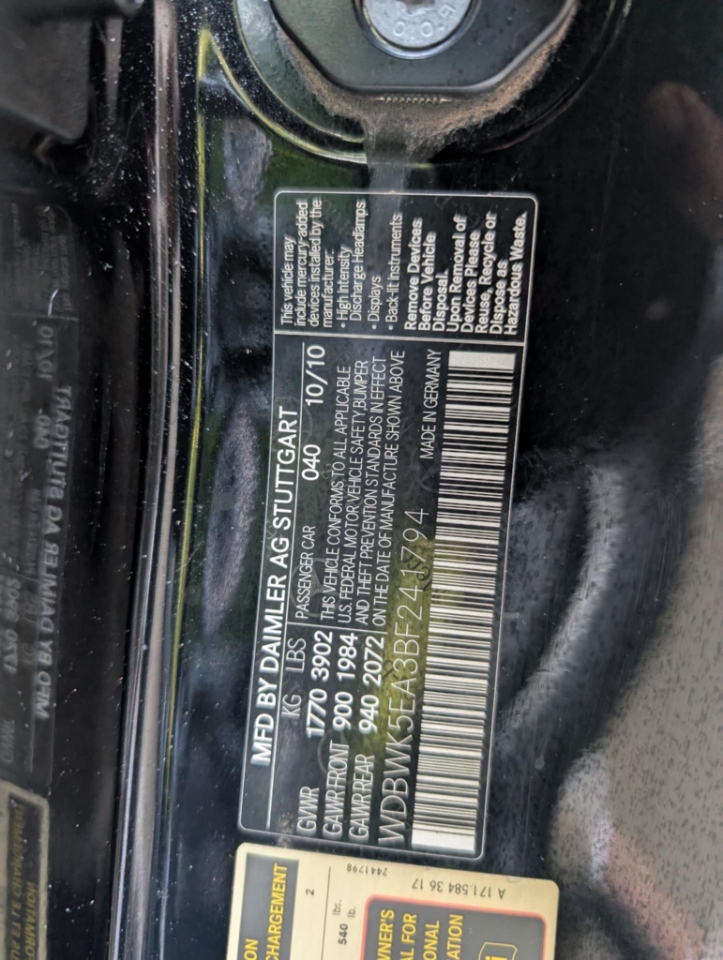 MFD BY DAIMLER AG STUTTGART
KG LBS
GVWR 1770 3902
GAWR FRONT 900 1984
GAWR REAR 940 2072
PASSENGER CAR 040 10/10
THIS VEHICLE CONFORMS TO ALL APPLICABLE
U.S. FEDERAL MOTOR VEHICLE SAFETY, BUMPER
AND THEFT PREVENTION STANDARDS IN EFFECT
ON THE DATE OF MANUFACTURE SHOWN ABOVE
WDBWK5EA3BF241794
MADE IN GERMANY
This vehicle may
include mercury-added
devices installed by the
manufacturer:
• High Intensity
Discharge Headlamps
• Displays
• Back-lit instruments
Remove Devices
Before Vehicle
Disposal.
Upon Removal of
Devices Please
Reuse, Recycle or
Dispose as
Hazardous Waste.
CHARGEMENT
2
2441798
540 lbs.
lb.
A 171 584 36 17